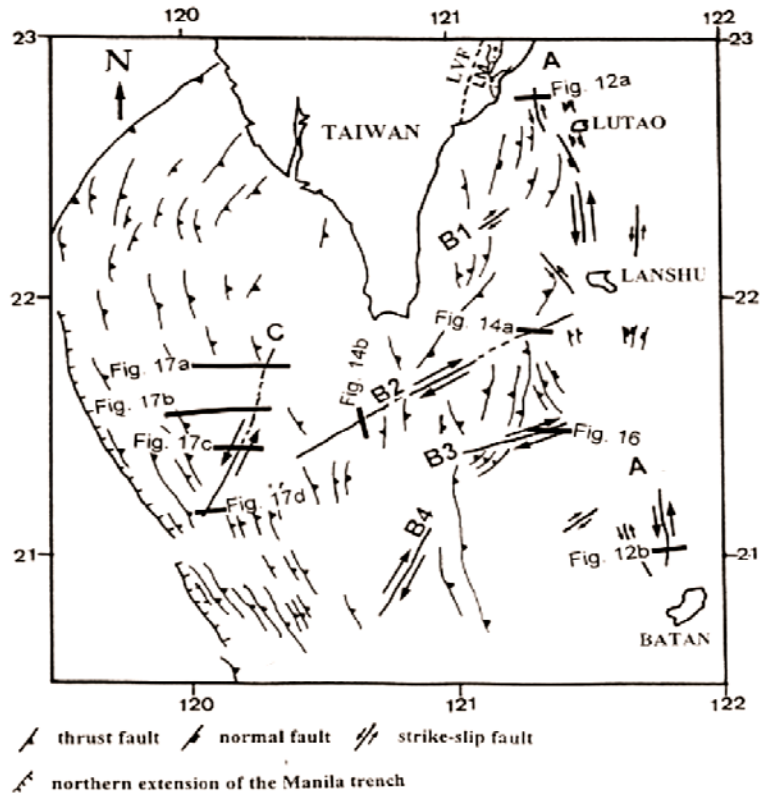 120 121 122
23 23
N
LVF
LM
A
Fig. 12a
LUTAO
TAIWAN
B1
LANSHU
22 22
Fig. 14a
C
Fig. 14b
Fig. 17a
B2
Fig. 17b
Fig. 17c
B3
Fig. 16
A
Fig. 17d
B4
21 21
Fig. 12b
BATAN
120 121 122
thrust fault normal fault strike-slip fault
northern extension of the Manila trench